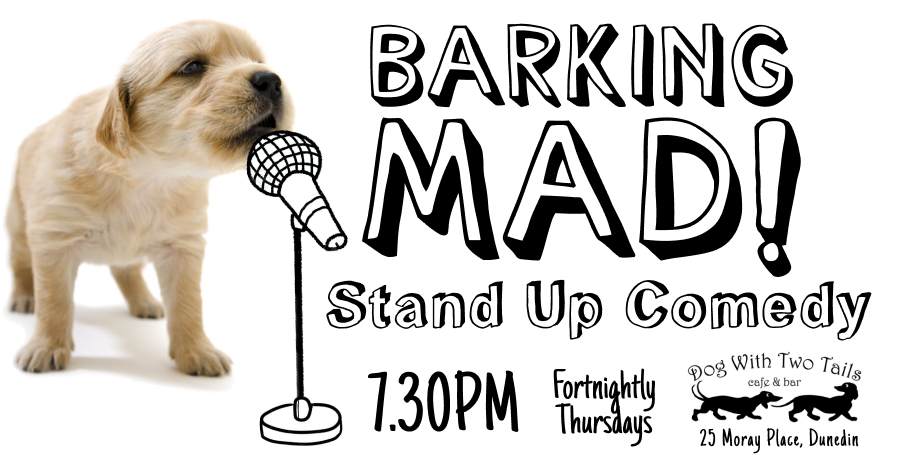 BARKING
MAD!
Stand Up Comedy
7.30PM
Fortnightly
Thursdays
Dog With Two Tails
cafe & bar
25 Moray Place, Dunedin